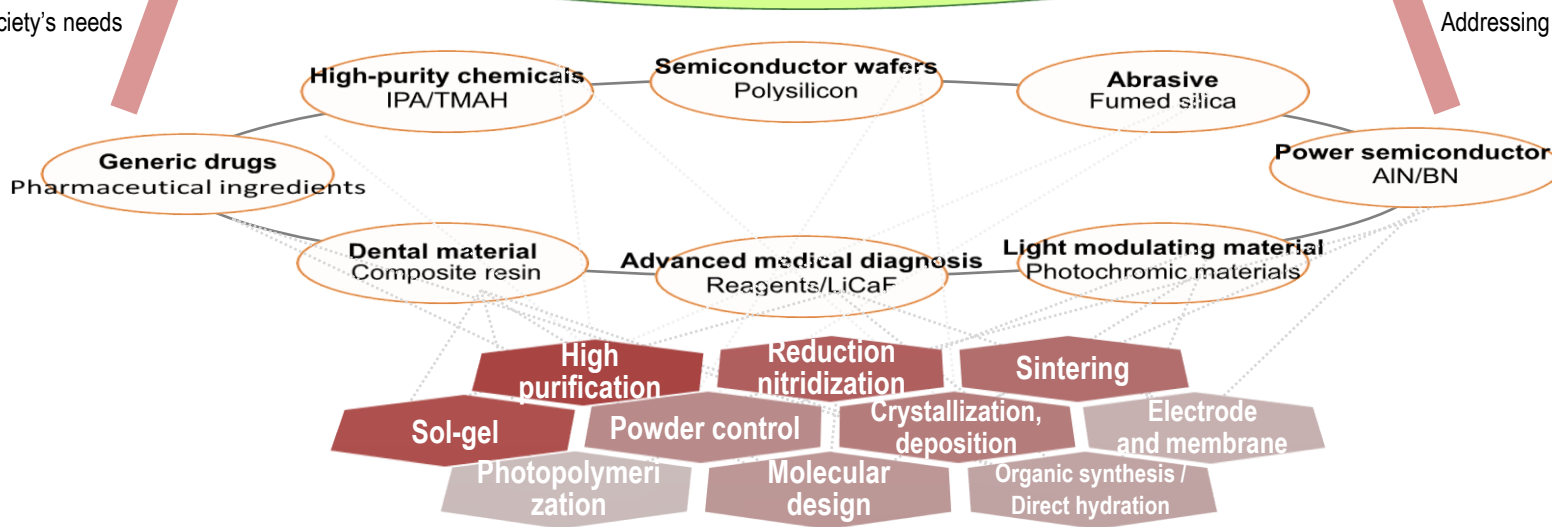 ciety's needs
Addressing
High-purity chemicals
IPA/TMAH
Semiconductor wafers
Polysilicon
Abrasive
Fumed silica
Generic drugs
Pharmaceutical ingredients
Power semiconductor
AlN/BN
Dental material
Composite resin
Advanced medical diagnosis
Reagents/LiCaF
Light modulating material
Photochromic materials
High
purification
Reduction
nitridization
Sintering
Sol-gel
Powder control
Crystallization,
deposition
Electrode
and membrane
Photopolymeri
zation
Molecular
design
Organic synthesis /
Direct hydration